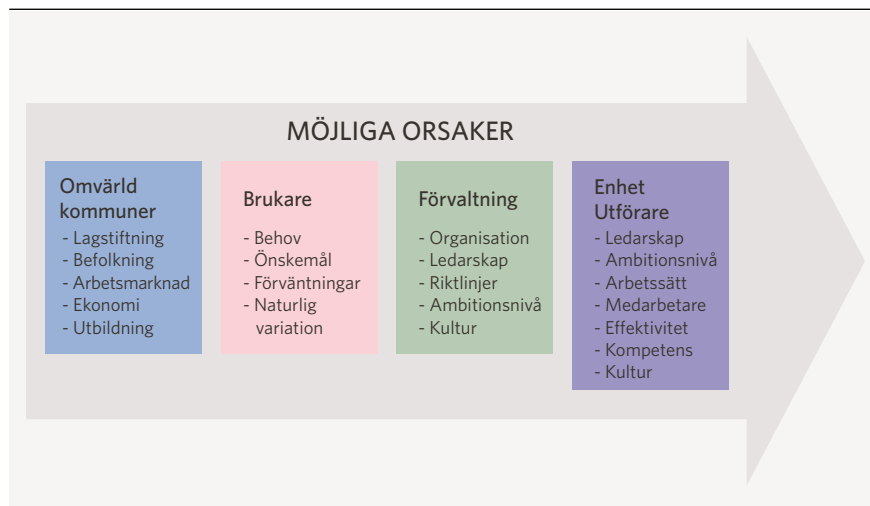 MÖJLIGA ORSAKER
Omvärld
kommuner
- Lagstiftning
- Befolkning
- Arbetsmarknad
- Ekonomi
- Utbildning
Brukare
- Behov
- Önskemål
- Förväntningar
- Naturlig
variation
Förvaltning
- Organisation
- Ledarskap
- Riktlinjer
- Ambitionsnivå
- Kultur
Enhet
Utförare
- Ledarskap
- Ambitionsnivå
- Arbetssätt
- Medarbetare
- Effektivitet
- Kompetens
- Kultur